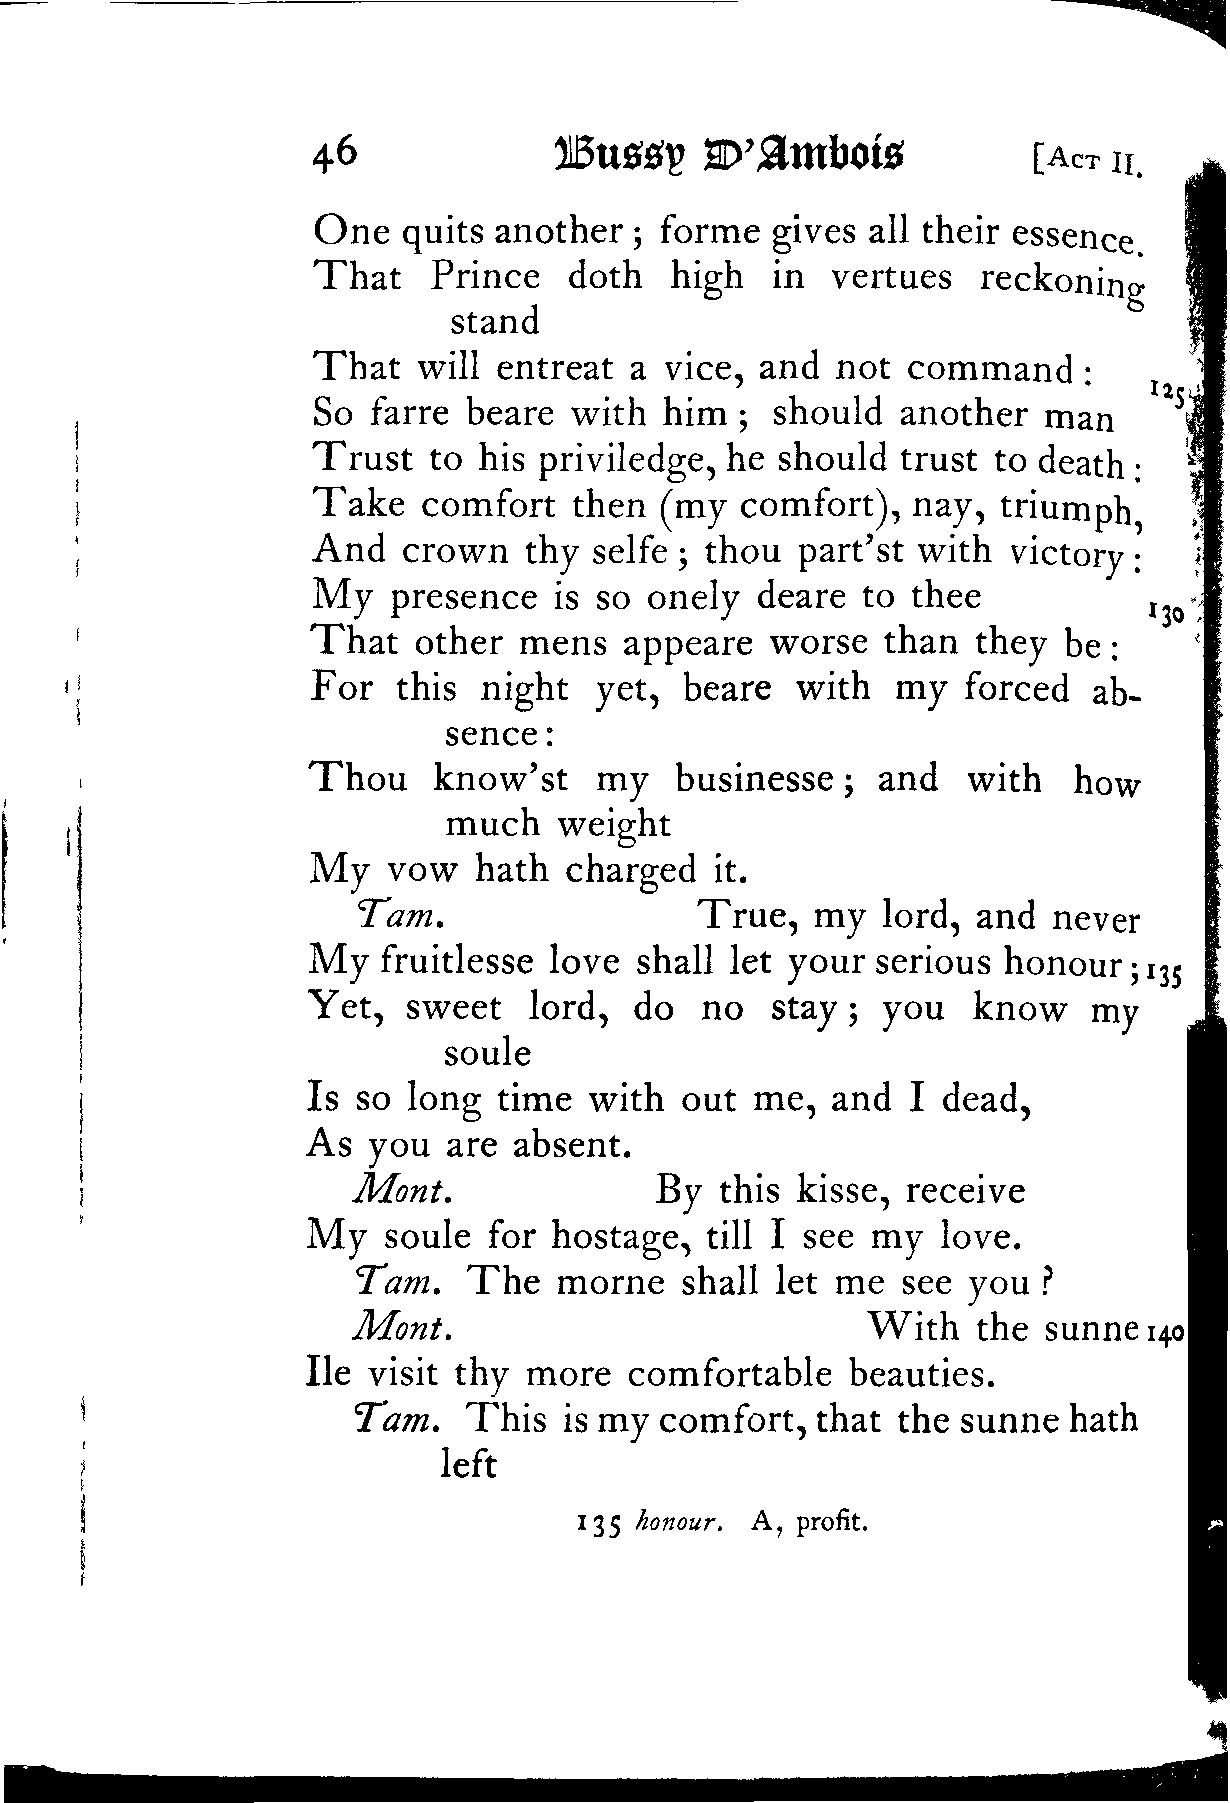 46 Bussy D'Ambois [ACT II.
One quits another ; forme gives all their essence.
That Prince doth high in vertues reckoning
stand
That will entreat a vice, and not command : 125
So farre beare with him ; should another man
Trust to his priviledge, he should trust to death :
Take comfort then (my comfort), nay, triumph,
And crown thy selfe ; thou part'st with victory :
My presence is so onely deare to thee 130
That other mens appeare worse than they be :
For this night yet, beare with my forced ab-
sence :
Thou know'st my businesse ; and with how
much weight
My vow hath charged it.
Tam. True, my lord, and never
My fruitlesse love shall let your serious honour ; 135
Yet, sweet lord, do no stay ; you know my
soule
Is so long time with out me, and I dead,
As you are absent.
Mont. By this kisse, receive
My soule for hostage, till I see my love.
Tam. The morne shall let me see you ?
Mont. With the sunne 140
Ile visit thy more comfortable beauties.
Tam. This is my comfort, that the sunne hath
left
135 honour. A, profit.